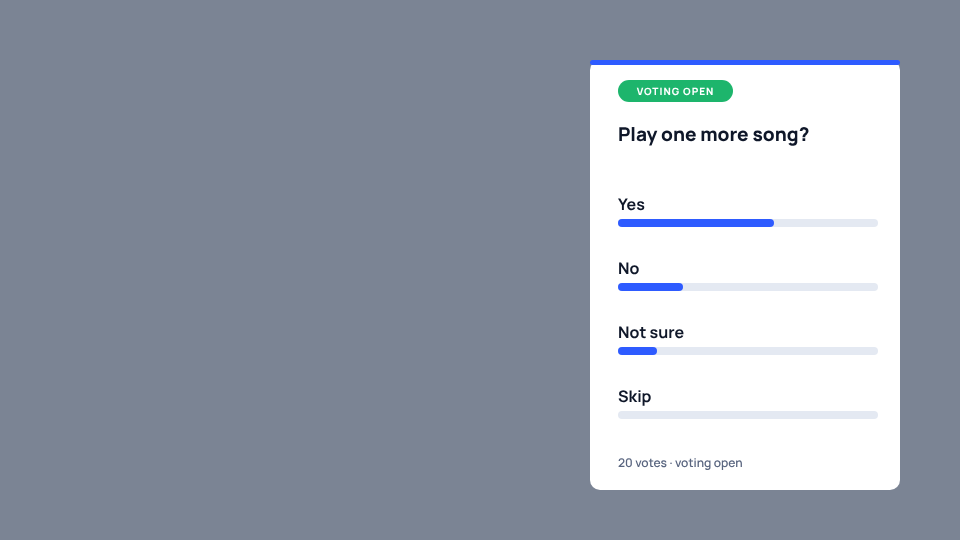 VOTING OPEN
Play one more song?
Yes
No
Not sure
Skip
20 votes · voting open